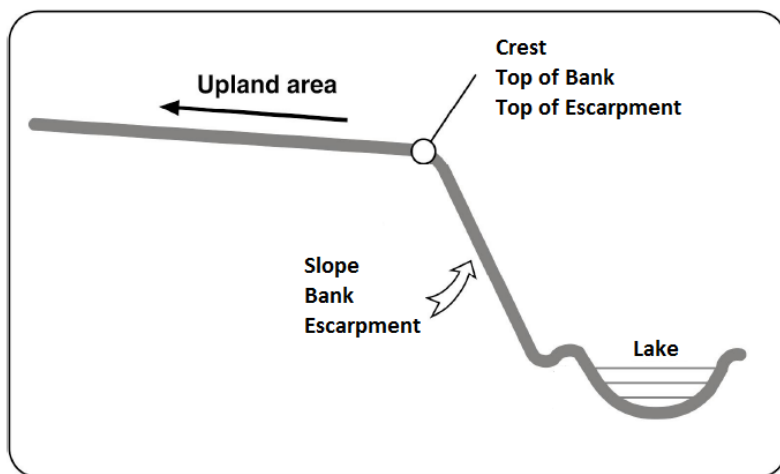 Crest
Top of Bank
Top of Escarpment
Upland area
Slope
Bank
Escarpment
Lake